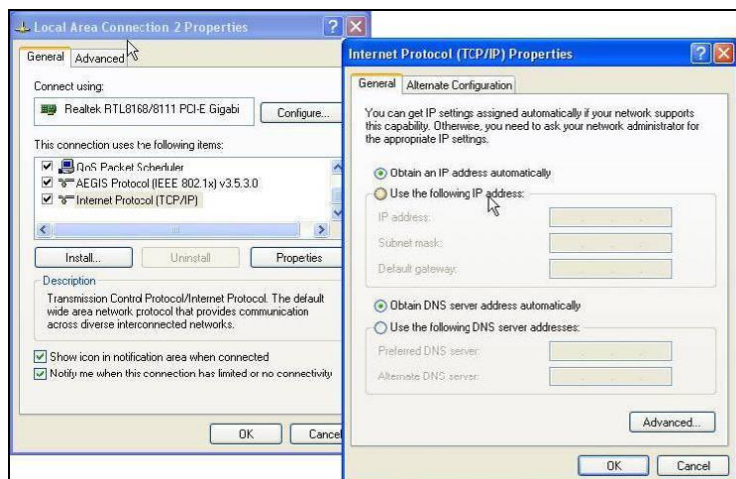 Local Area Connection 2 Properties
General
Advanced
Connect using:
Realtek RTL8168/8111 PCI-E Gigabi
Configure...
This connection uses the following items:
QoS Packet Scheduler
AEGIS Protocol (IEEE 802.1x) v3.5.3.0
Internet Protocol (TCP/IP)
Install...
Uninstall
Properties
Description
Transmission Control Protocol/Internet Protocol. The default
wide area network protocol that provides communication
across diverse interconnected networks.
Show icon in notification area when connected
Notify me when this connection has limited or no connectivity
OK
Cancel
Internet Protocol (TCP/IP) Properties
General
Alternate Configuration
You can get IP settings assigned automatically if your network supports
this capability. Otherwise, you need to ask your network administrator for
the appropriate IP settings.
Obtain an IP address automatically
Use the following IP address:
IP address:
Subnet mask:
Default gateway:
Obtain DNS server address automatically
Use the following DNS server addresses:
Preferred DNS server:
Alternate DNS server:
Advanced...
OK
Cancel